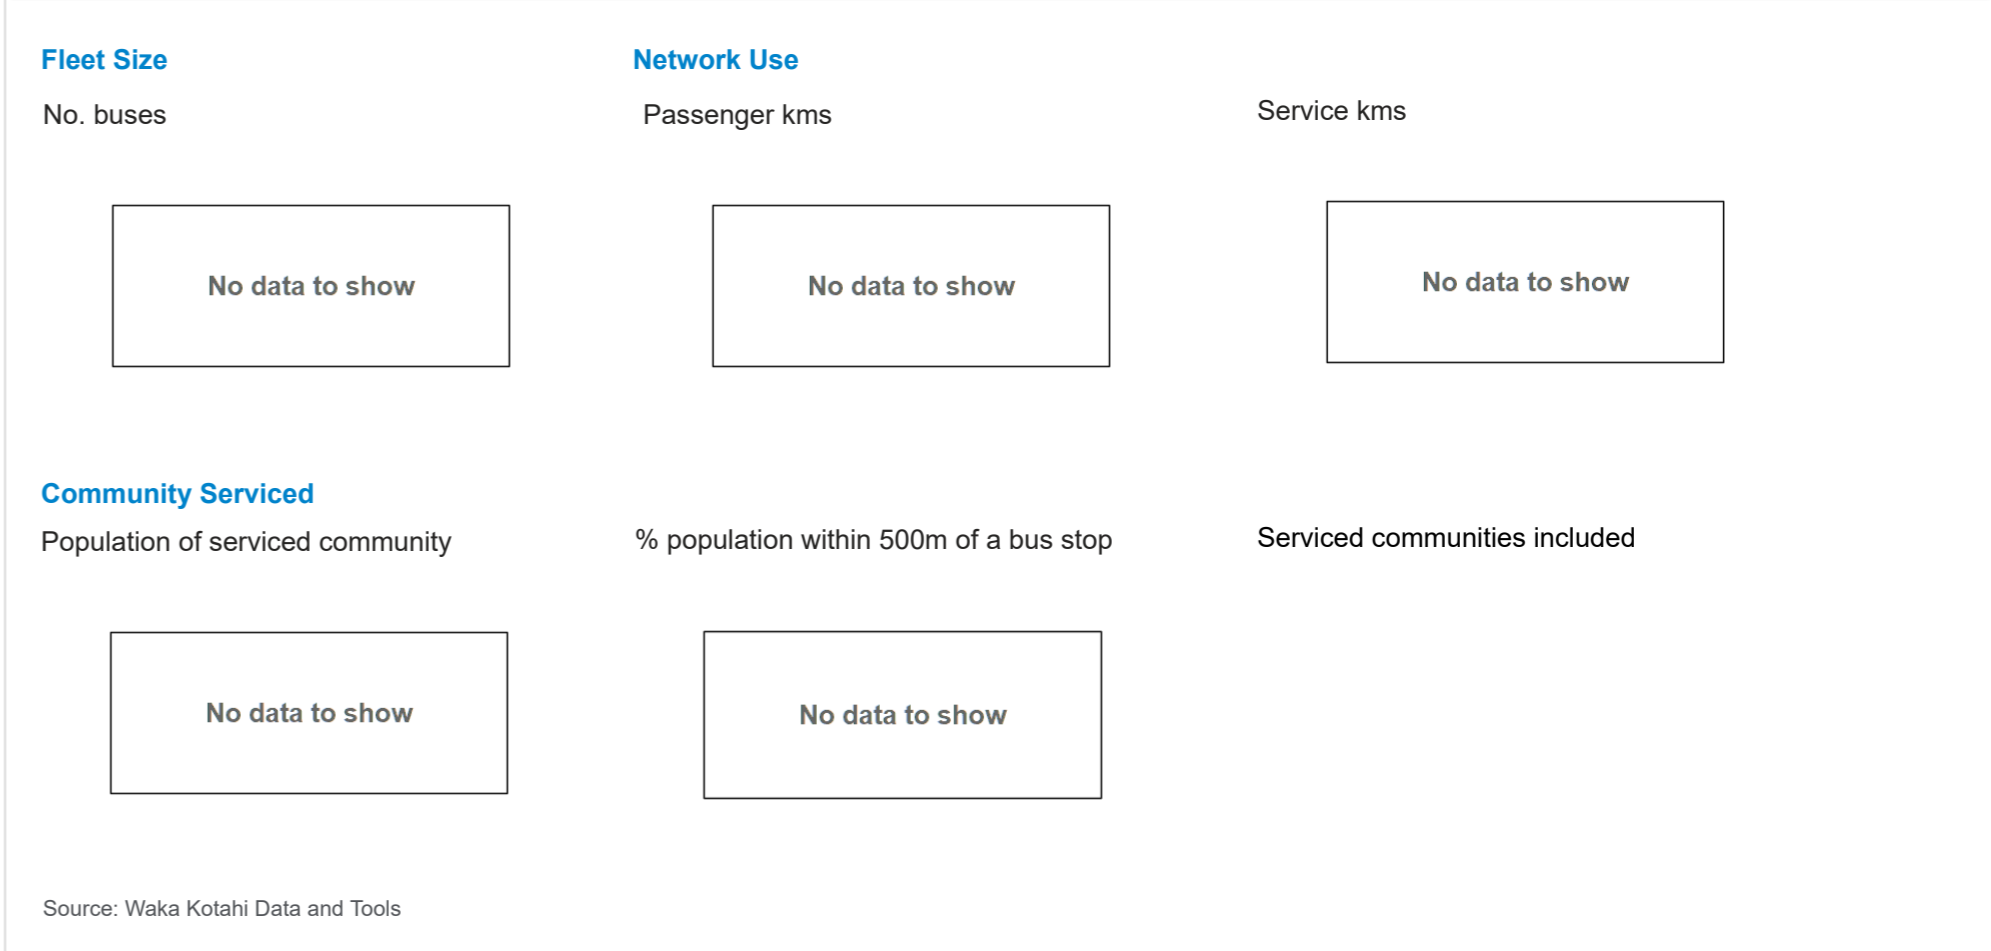 Fleet Size
Network Use
No. buses
Passenger kms
Service kms
No data to show
No data to show
No data to show
Community Serviced
Population of serviced community
% population within 500m of a bus stop
Serviced communities included
No data to show
No data to show
Source: Waka Kotahi Data and Tools